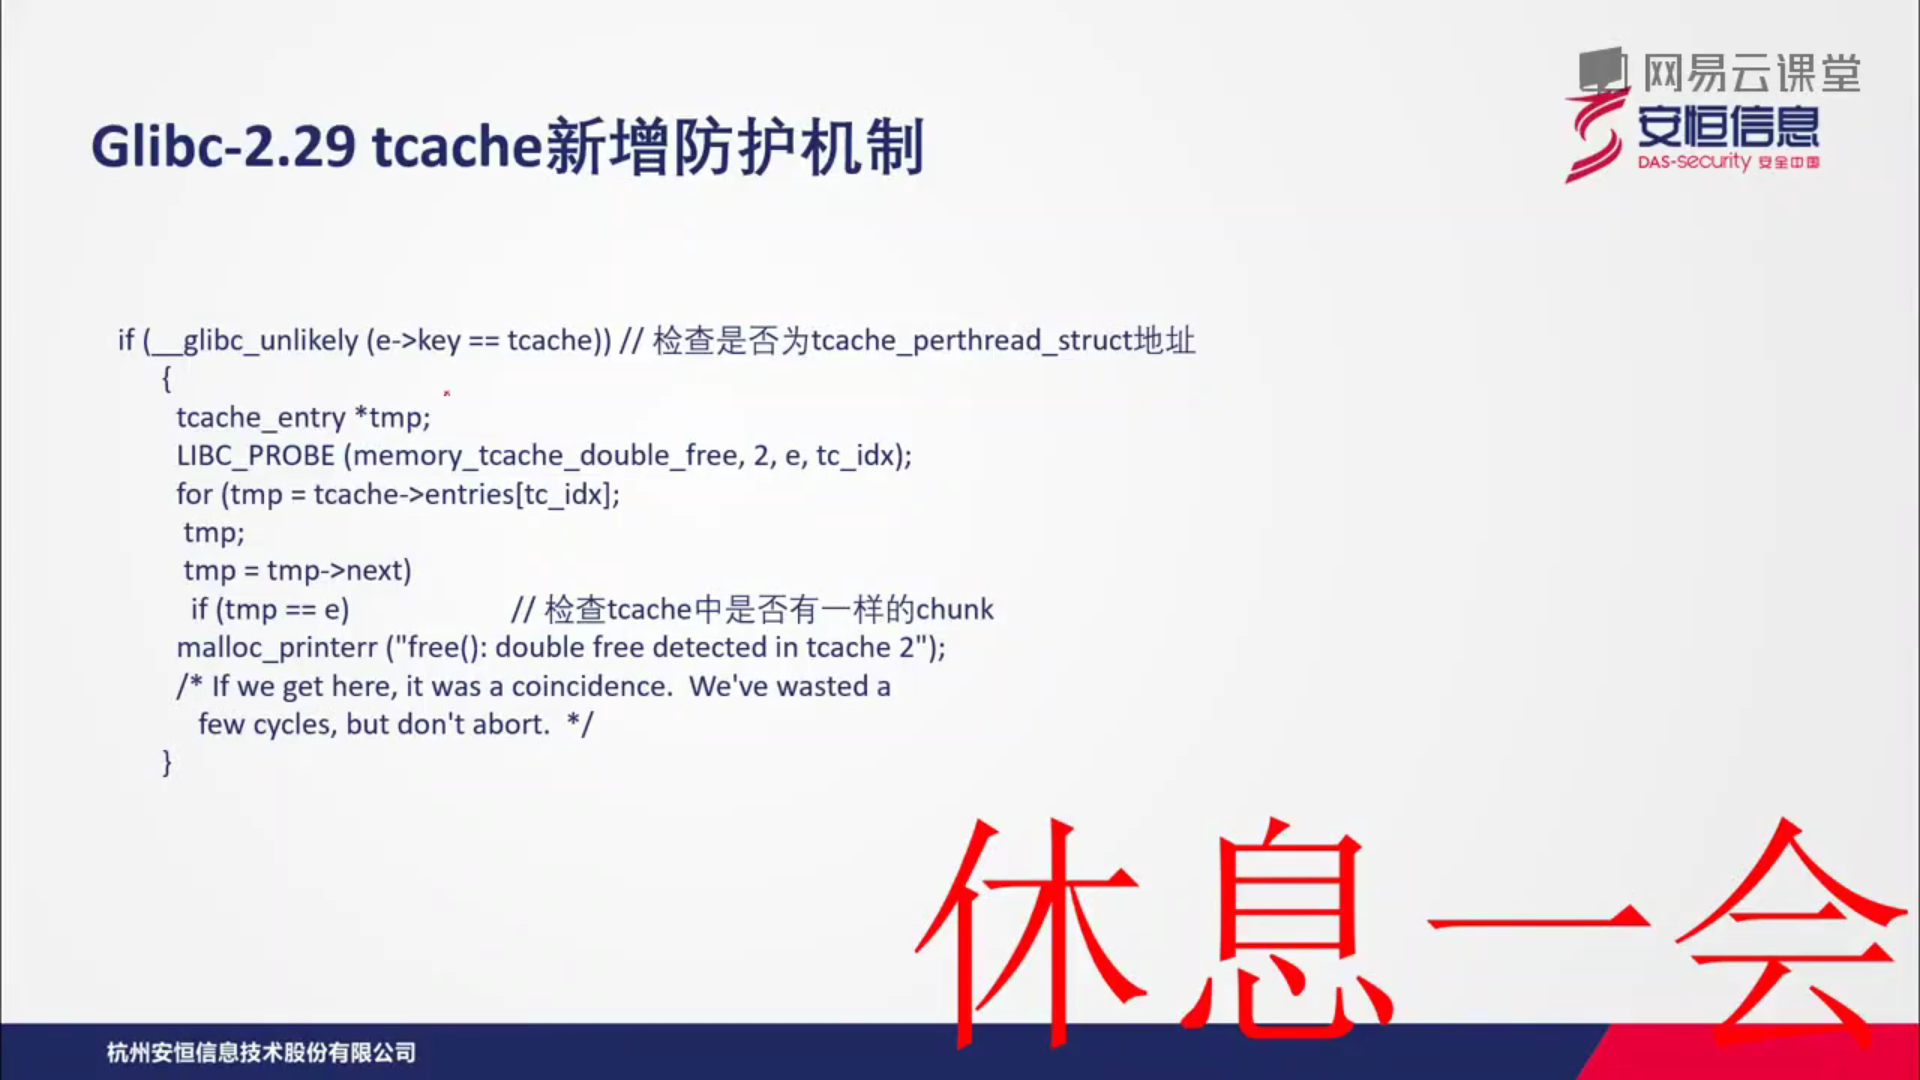 网易云课堂
安恒信息
DAS-security 安全中国
Glibc-2.29 tcache新增防护机制
if (__glibc_unlikely (e->key == tcache)) // 检查是否为tcache_perthread_struct地址
{
tcache_entry *tmp;
LIBC_PROBE (memory_tcache_double_free, 2, e, tc_idx);
for (tmp = tcache->entries[tc_idx];
tmp;
tmp = tmp->next)
if (tmp == e) // 检查tcache中是否有一样的chunk
malloc_printerr ("free(): double free detected in tcache 2");
/* If we get here, it was a coincidence. We've wasted a
few cycles, but don't abort. */
}
休息一会
杭州安恒信息技术股份有限公司